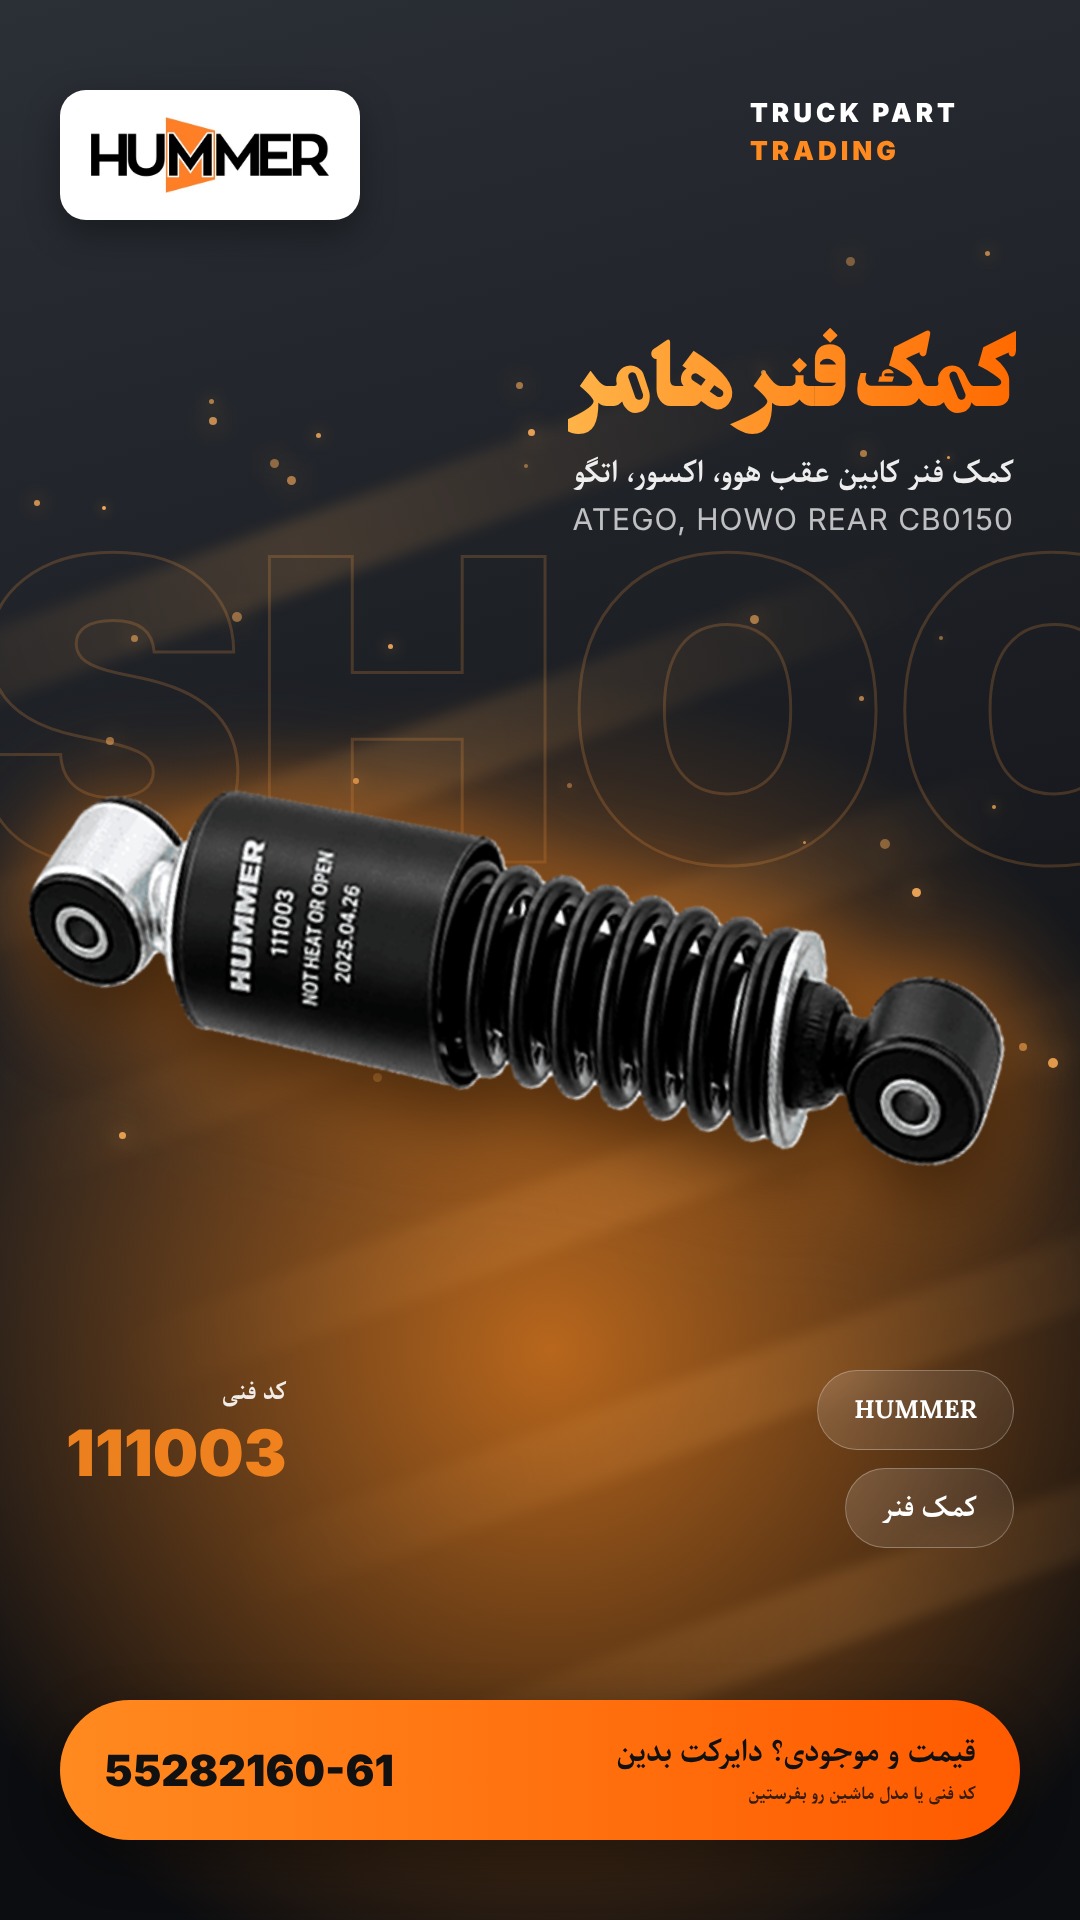 HUMMER
TRUCK PART
TRADING
کمک فنر هامر
کمک فنر کابین عقب هوو، اکسور، اتگو
ATEGO, HOWO REAR CB0150
SHOC
HUMMER
111003
NOT HEAT OR OPEN
2025.04.26
کد فنی
111003
HUMMER
کمک فنر
قیمت و موجودی؟ دایرکت بدین
کد فنی یا مدل ماشین رو بفرستین
55282160-61